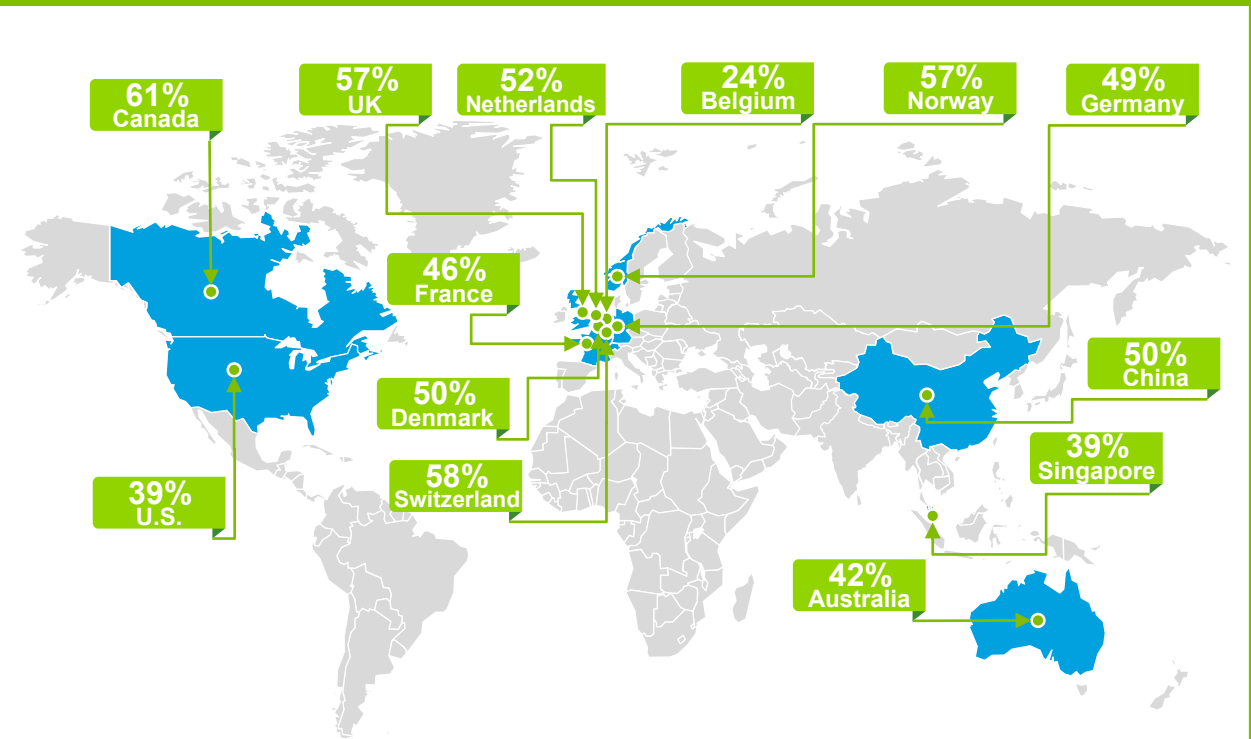 61%
Canada
57%
UK
52%
Netherlands
24%
Belgium
57%
Norway
49%
Germany
46%
France
50%
China
50%
Denmark
39%
Singapore
58%
Switzerland
39%
U.S.
42%
Australia